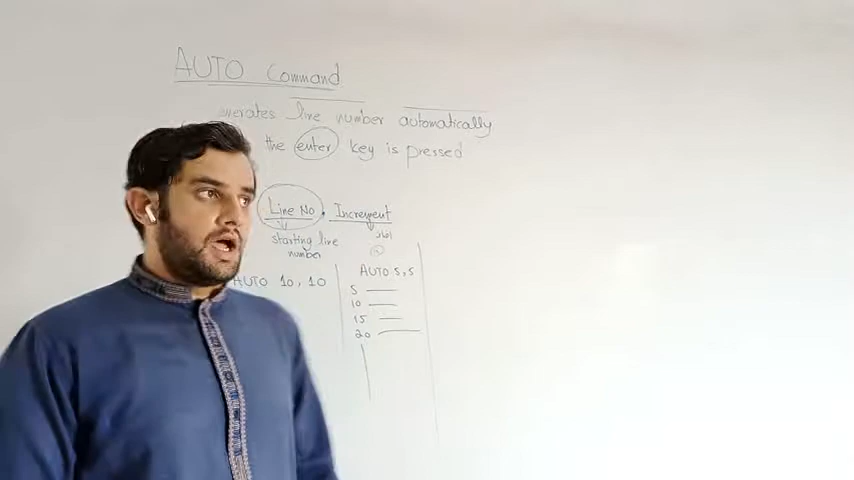 AUTO Command
enerates line number automatically
the enter key is pressed
Line No, Increment
starting line
number
AUTO 10, 10
AUTO 5,5
5
10
15
20